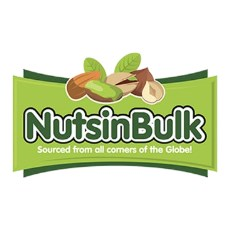 NutsinBulk
Sourced from all corners of the Globe!